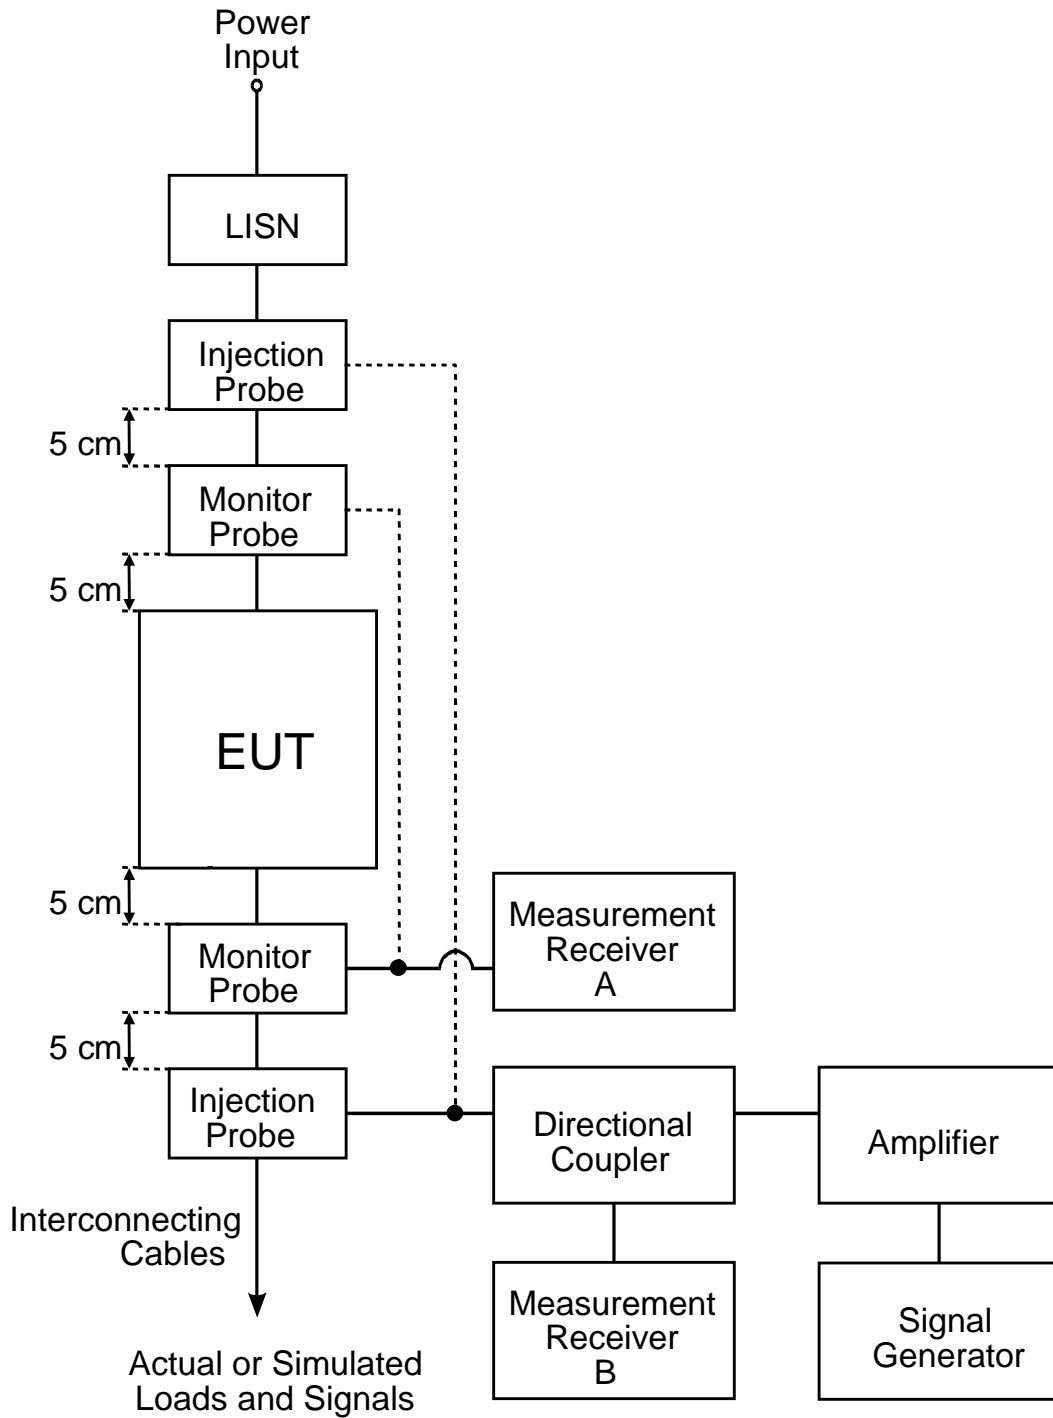 Power
Input
LISN
Injection
Probe
5 cm
Monitor
Probe
5 cm
EUT
5 cm
Monitor
Probe
Measurement
Receiver
A
5 cm
Injection
Probe
Directional
Coupler
Amplifier
Interconnecting
Cables
Measurement
Receiver
B
Signal
Generator
Actual or Simulated
Loads and Signals